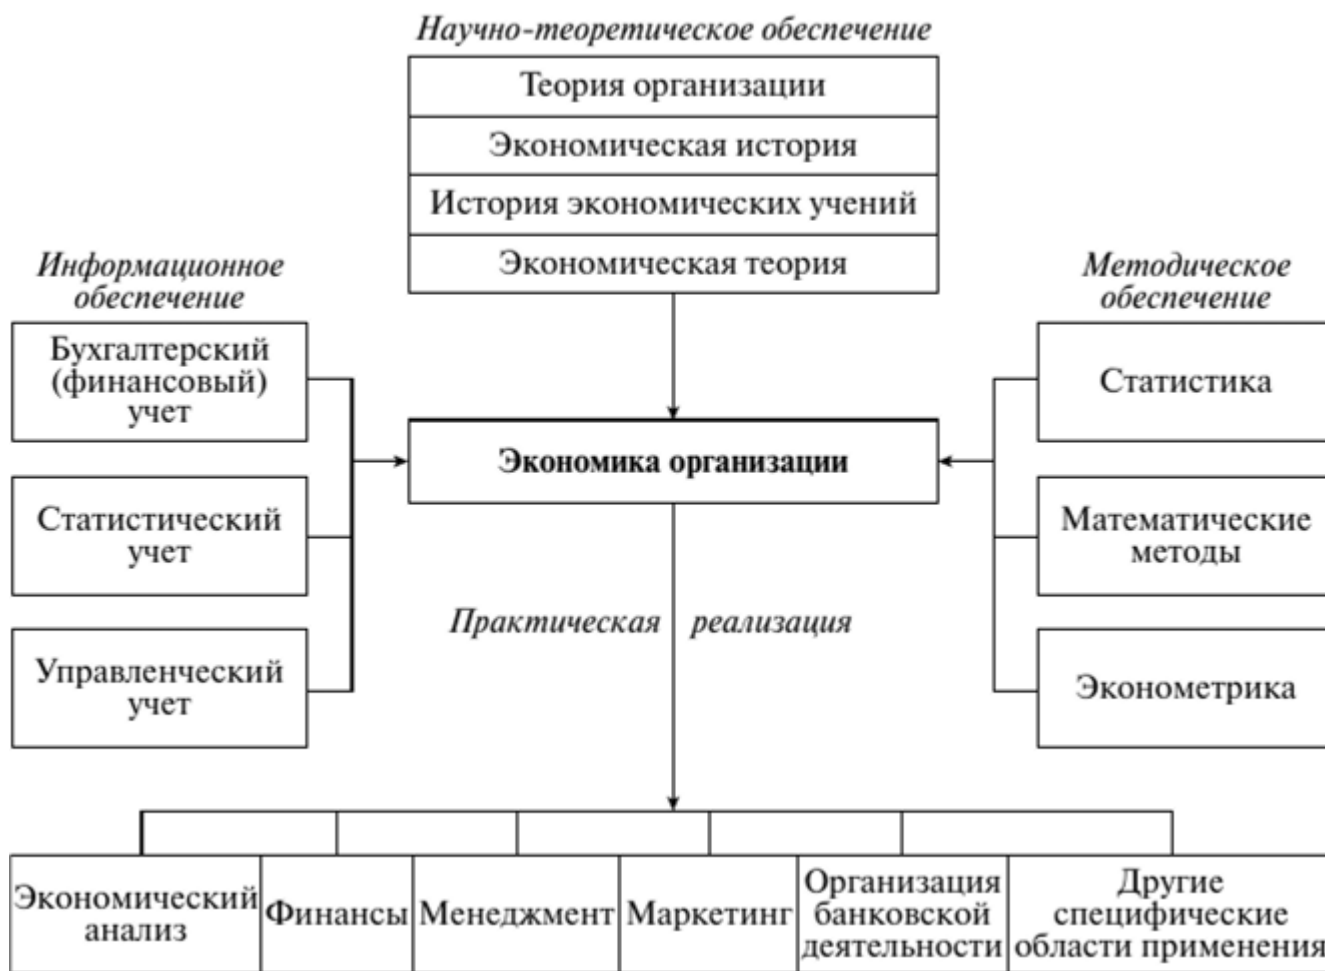 Научно-теоретическое обеспечение
Теория организации
Экономическая история
История экономических учений
Экономическая теория
Информационное
обеспечение
Бухгалтерский
(финансовый)
учет
Статистический
учет
Управленческий
учет
Методическое
обеспечение
Статистика
Математические
методы
Эконометрика
Экономика организации
Практическая реализация
Экономический
анализ
Финансы
Менеджмент
Маркетинг
Организация
банковской
деятельности
Другие
специфические
области применения